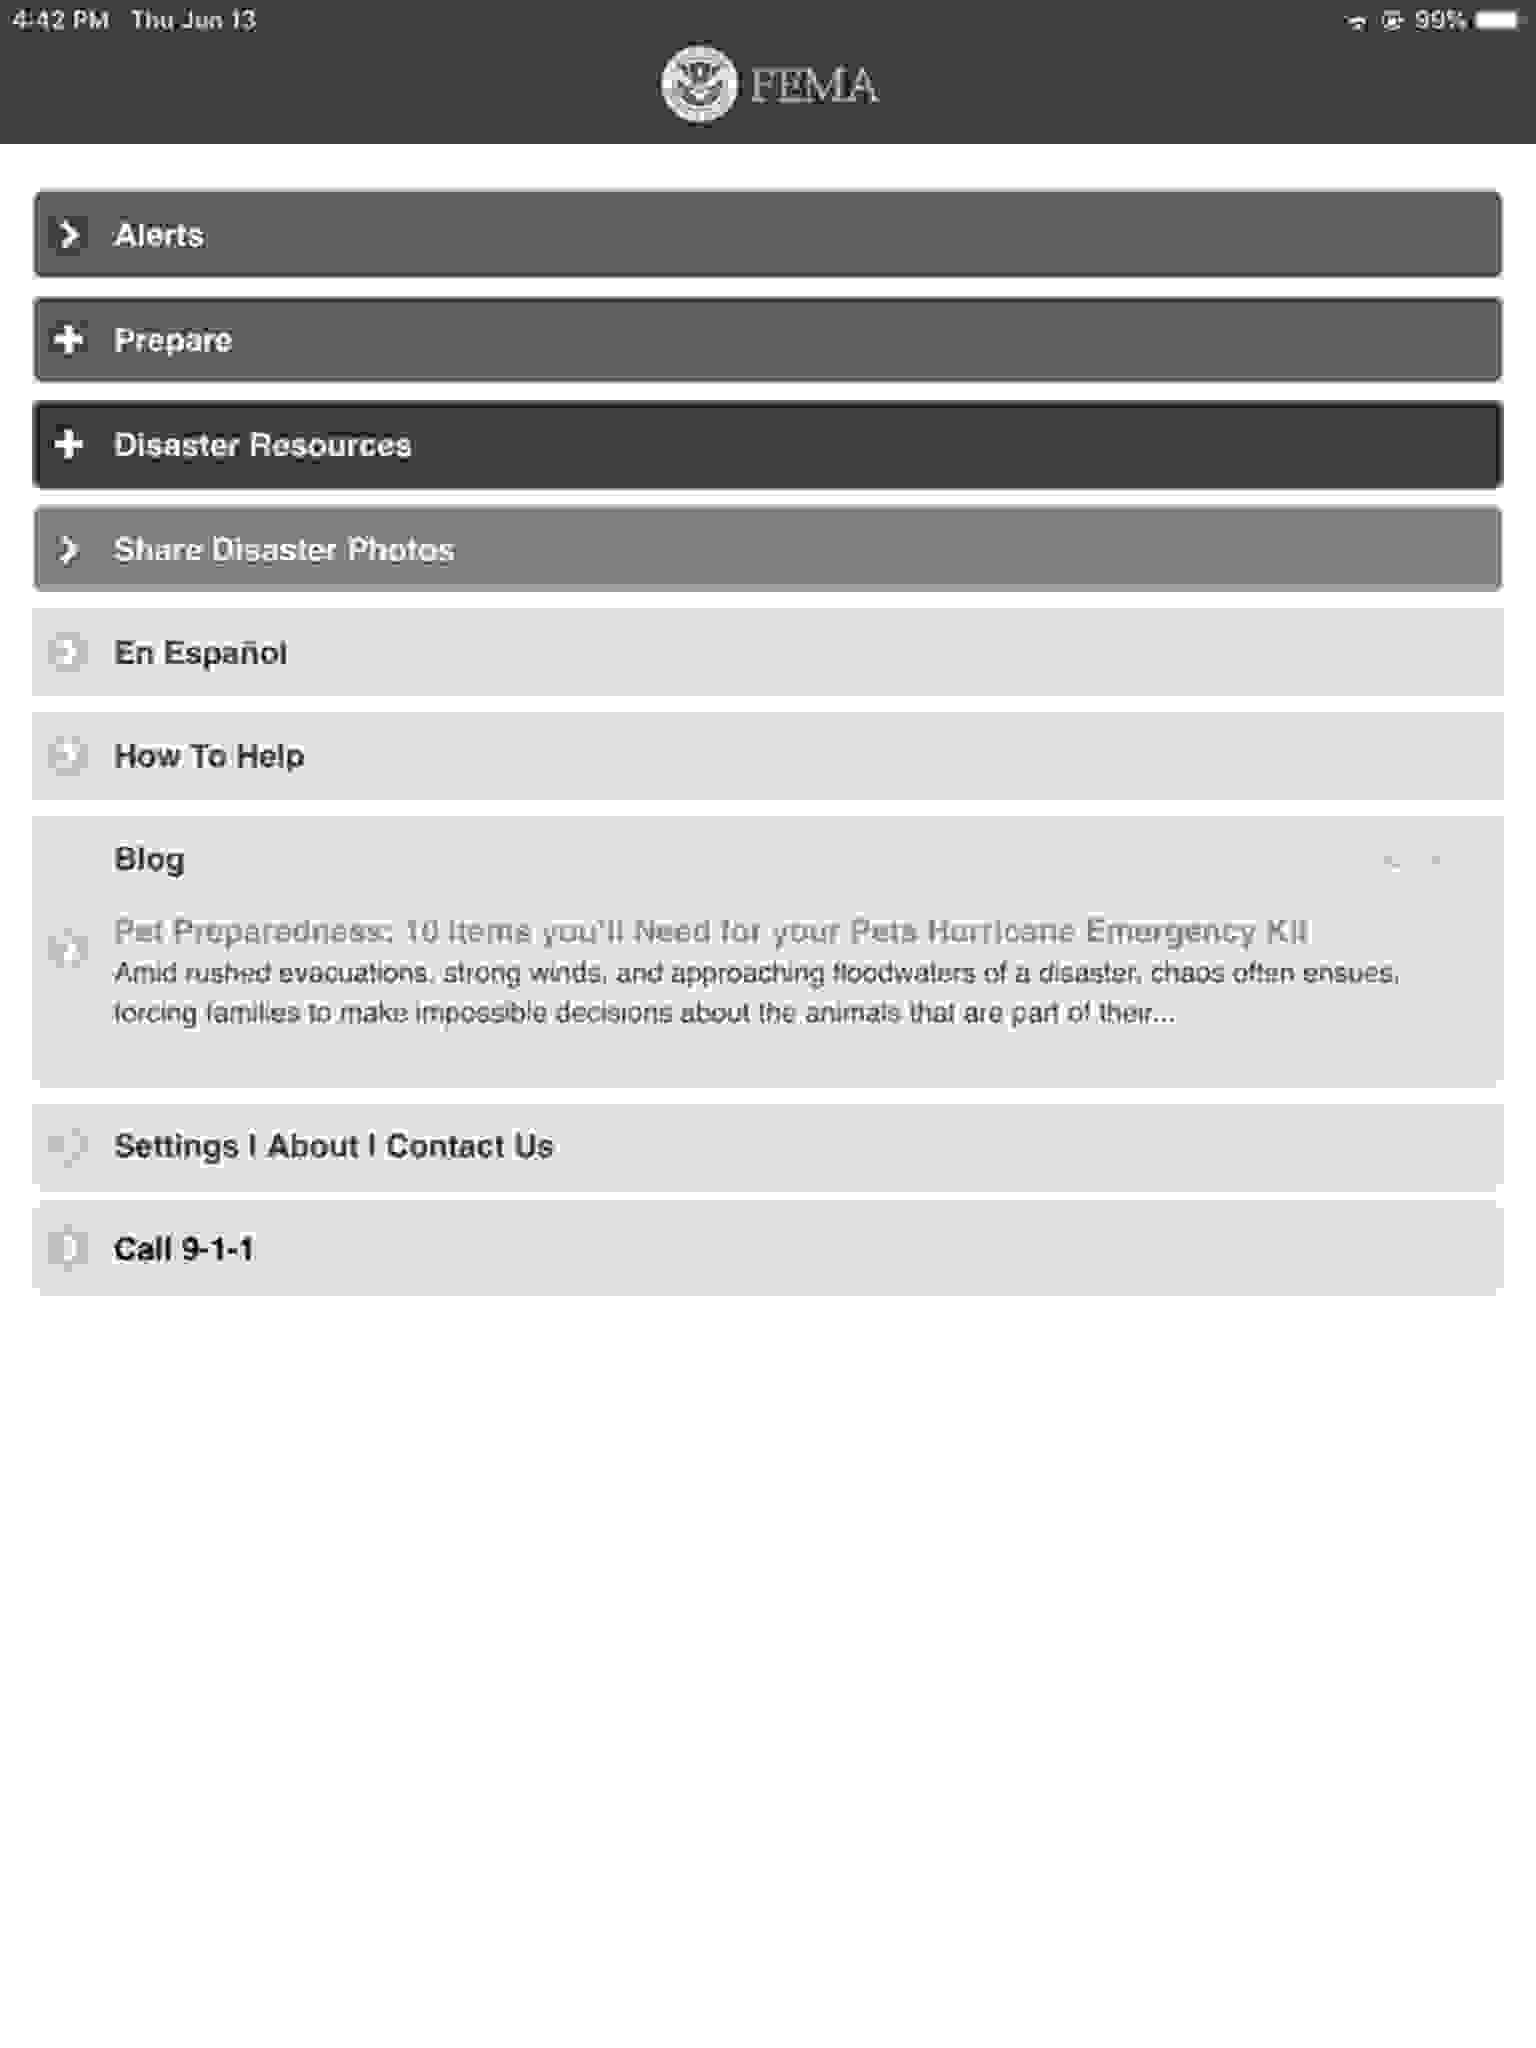 4:42 PM Thu Jun 13
99%
FEMA
Alerts
Prepare
Disaster Resources
Share Disaster Photos
En Español
How To Help
Blog
Pet Preparedness: 10 Items you'll Need for your Pets Hurricane Emergency Kit
Amid rushed evacuations, strong winds, and approaching floodwaters of a disaster, chaos often ensues,
forcing families to make impossible decisions about the animals that are part of their...
Settings | About | Contact Us
Call 9-1-1